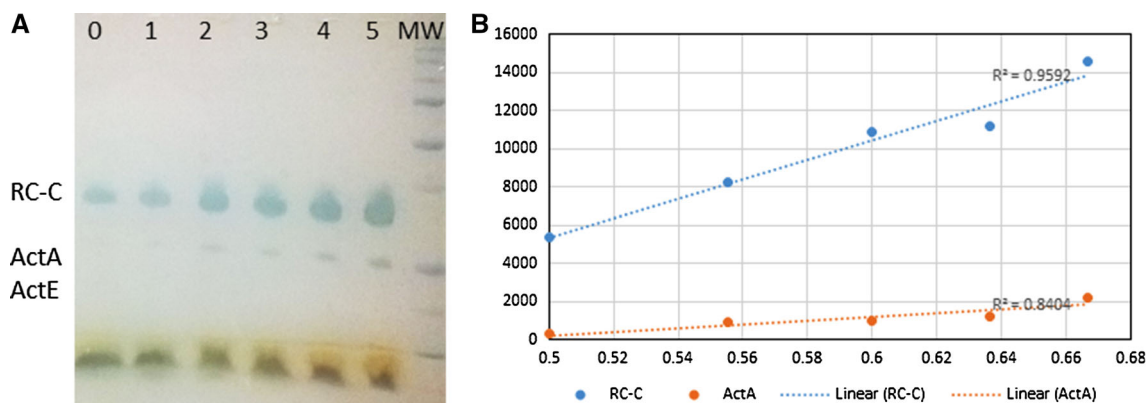 A
0 1 2 3 4 5 MW
RC-C
ActA
ActE
B
16000
14000
12000
10000
8000
6000
4000
2000
0
R² = 0.9592
R² = 0.8404
0.5 0.52 0.54 0.56 0.58 0.6 0.62 0.64 0.66 0.68
RC-C ActA Linear (RC-C) Linear (ActA)